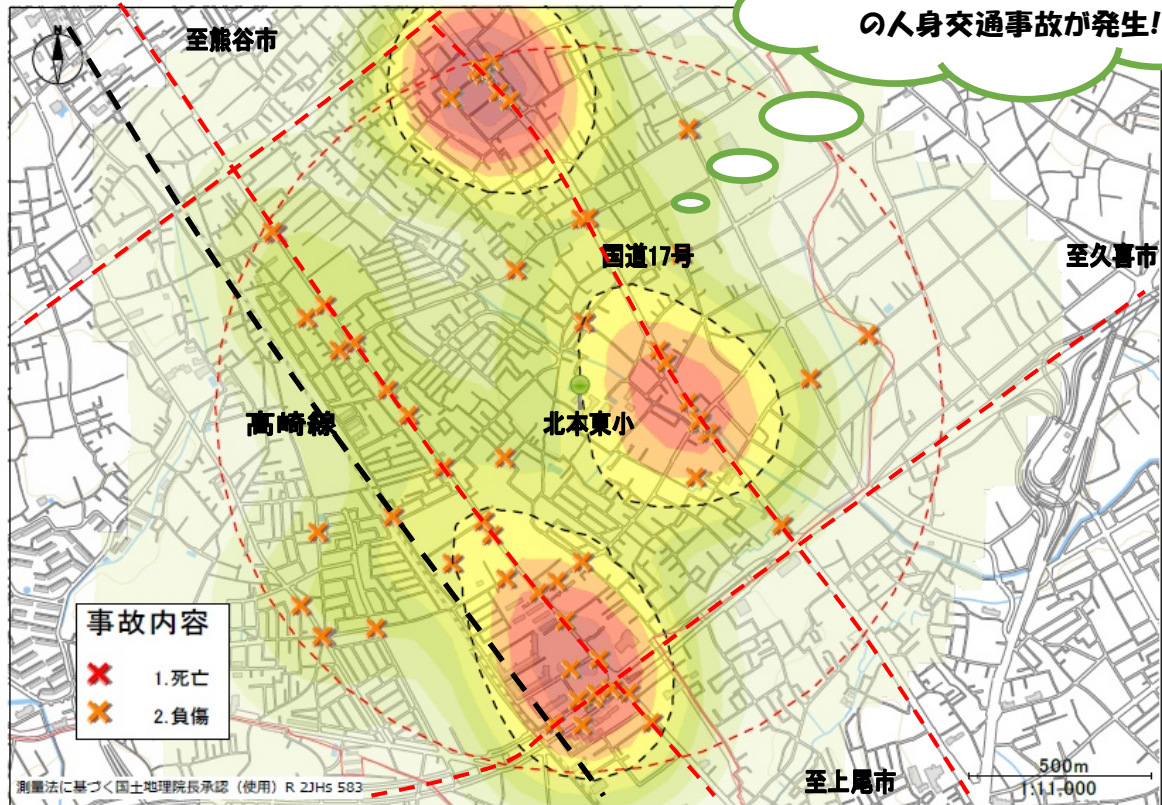 の人身交通事故が発生!
N
至熊谷市
国道17号
至久喜市
高崎線
北本東小
事故内容
1.死亡
2.負傷
至上尾市
500m
1:11,000
測量法に基づく国土地理院長承認（使用）R 2JHs 583